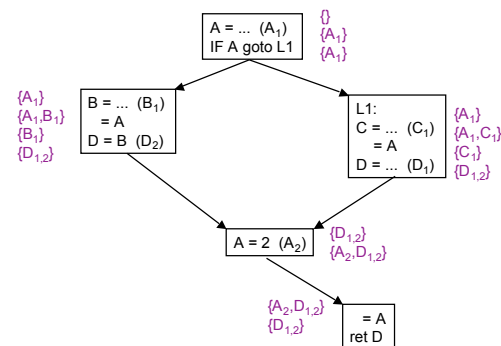 A = ... (A₁)
IF A goto L1
{}
{A₁}
{A₁}
{A₁}
{A₁,B₁}
{B₁}
{D₁,₂}
B = ... (B₁)
= A
D = B (D₂)
L1:
C = ... (C₁)
= A
D = ... (D₁)
{A₁}
{A₁,C₁}
{C₁}
{D₁,₂}
A = 2 (A₂)
{D₁,₂}
{A₂,D₁,₂}
{A₂,D₁,₂}
{D₁,₂}
= A
ret D